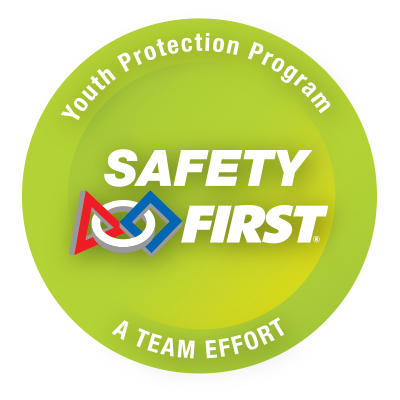 Youth Protection Program
SAFETY
FIRST®
A TEAM EFFORT